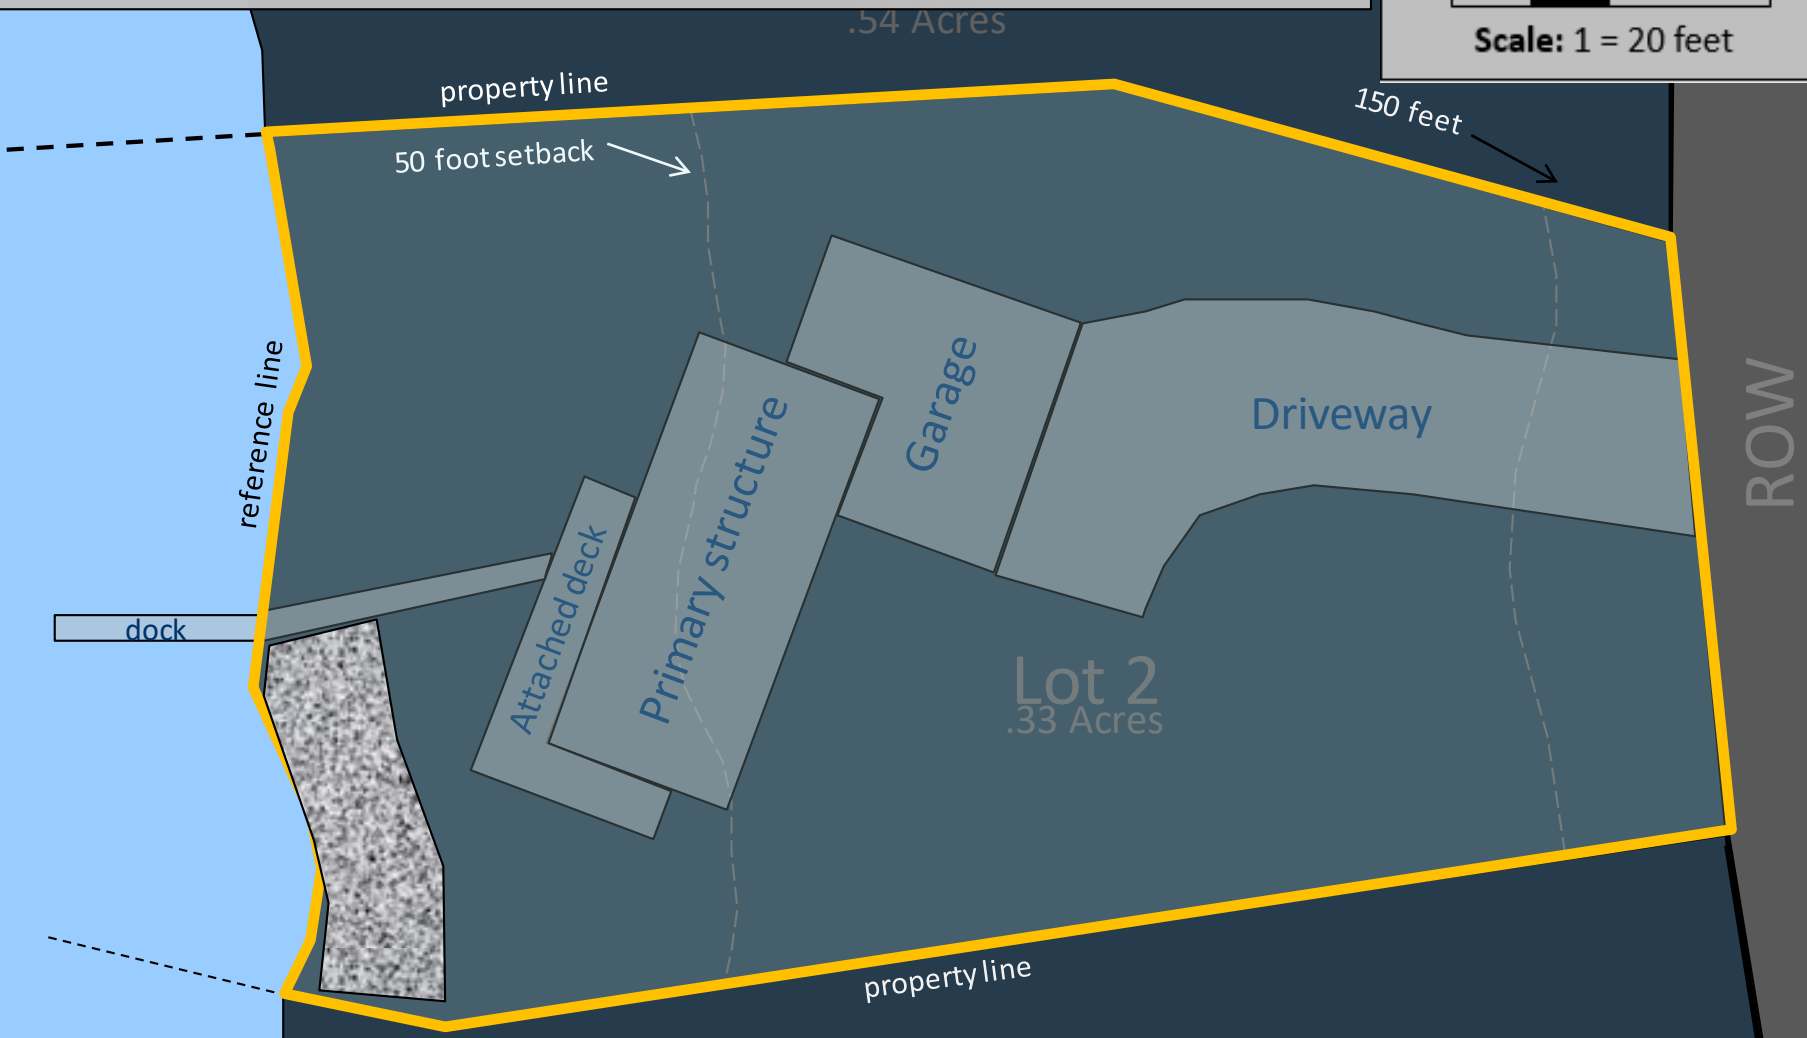 .54 Acres
Scale: 1 = 20 feet
property line
150 feet
50 foot setback
reference line
Garage
Driveway
ROW
Primary structure
Attached deck
dock
Lot 2
.33 Acres
property line